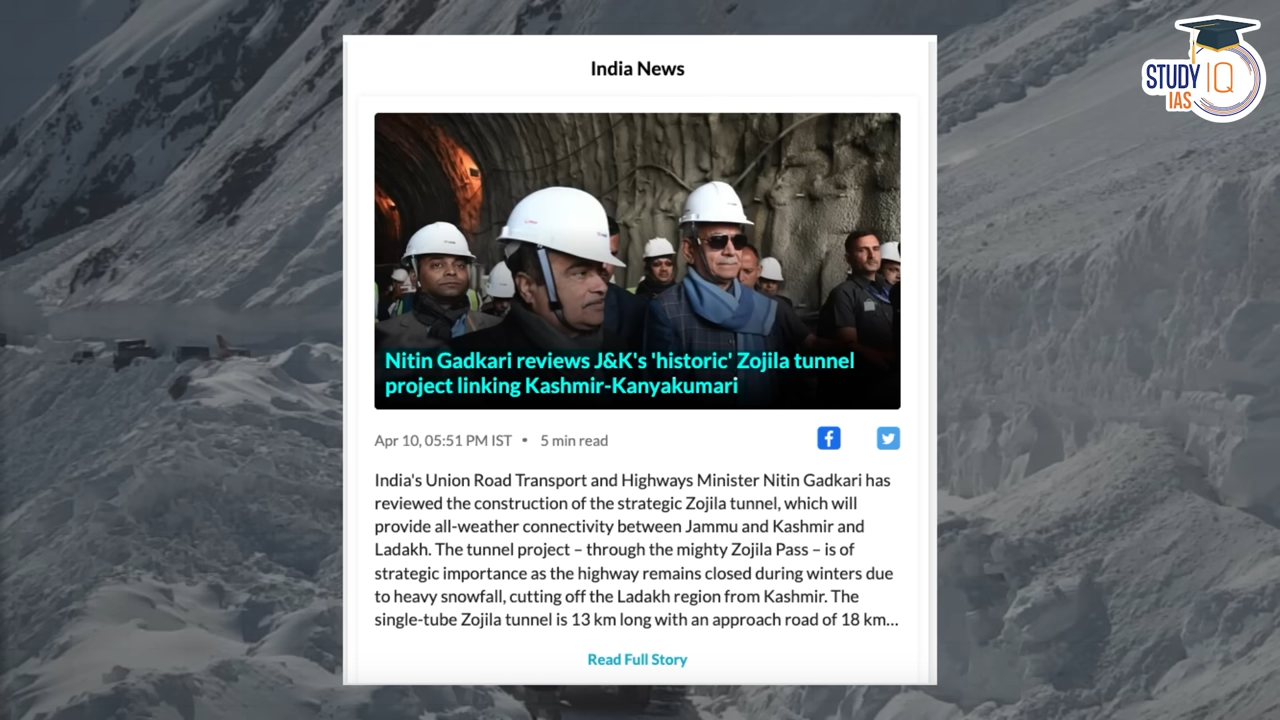 India News
STUDY IQ
IAS
Nitin Gadkari reviews J&K's 'historic' Zojila tunnel
project linking Kashmir-Kanyakumari
Apr 10, 05:51 PM IST • 5 min read
India's Union Road Transport and Highways Minister Nitin Gadkari has
reviewed the construction of the strategic Zojila tunnel, which will
provide all-weather connectivity between Jammu and Kashmir and
Ladakh. The tunnel project – through the mighty Zojila Pass – is of
strategic importance as the highway remains closed during winters due
to heavy snowfall, cutting off the Ladakh region from Kashmir. The
single-tube Zojila tunnel is 13 km long with an approach road of 18 km...
Read Full Story